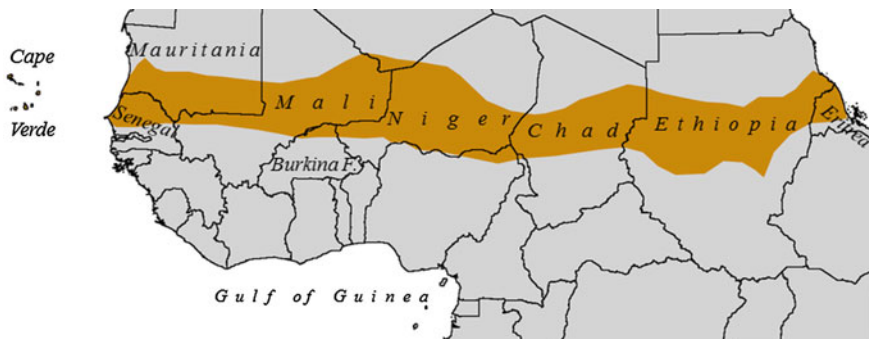 Mauritania
Cape
Verde
Senegal
Mali
Niger
Chad
Ethiopia
Eritrea
Burkina F.
Gulf of Guinea